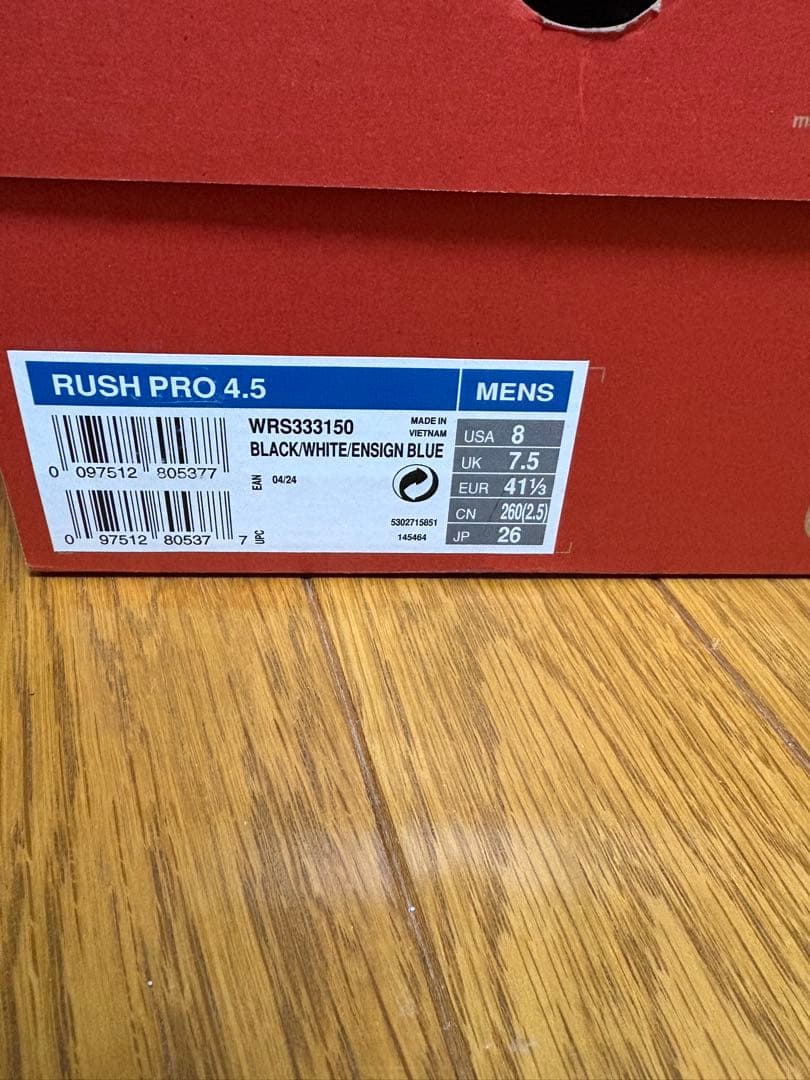 RUSH PRO 4.5
MENS
WRS333150
MADE IN
VIETNAM
BLACK/WHITE/ENSIGN BLUE
0 097512 805377
EAN
04/24
0 97512 80537 7
UPC
5302715851
145464
USA 8
UK 7.5
EUR 41⅓
CN 260(2.5)
JP 26